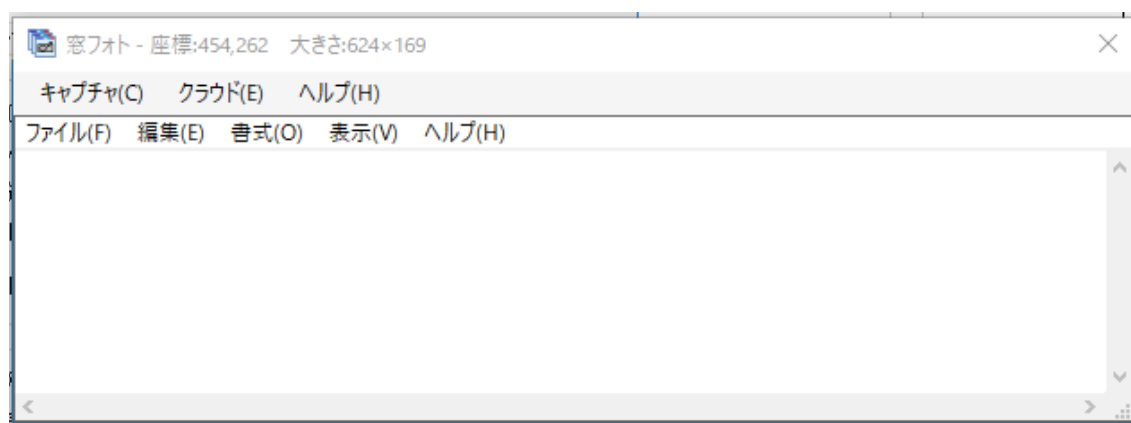 窓フォト - 座標:454,262 大きさ:624×169
キャプチャ(C) クラウド(E) ヘルプ(H)
ファイル(F) 編集(E) 書式(O) 表示(V) ヘルプ(H)